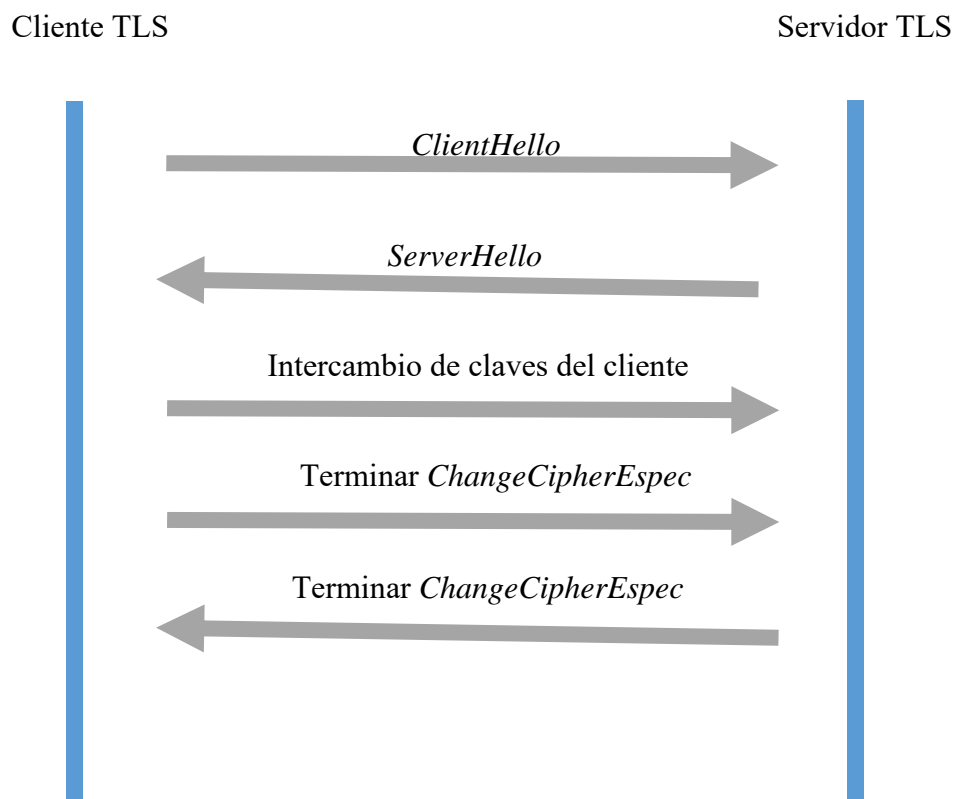 Cliente TLS
Servidor TLS
ClientHello
ServerHello
Intercambio de claves del cliente
Terminar ChangeCipherEspec
Terminar ChangeCipherEspec